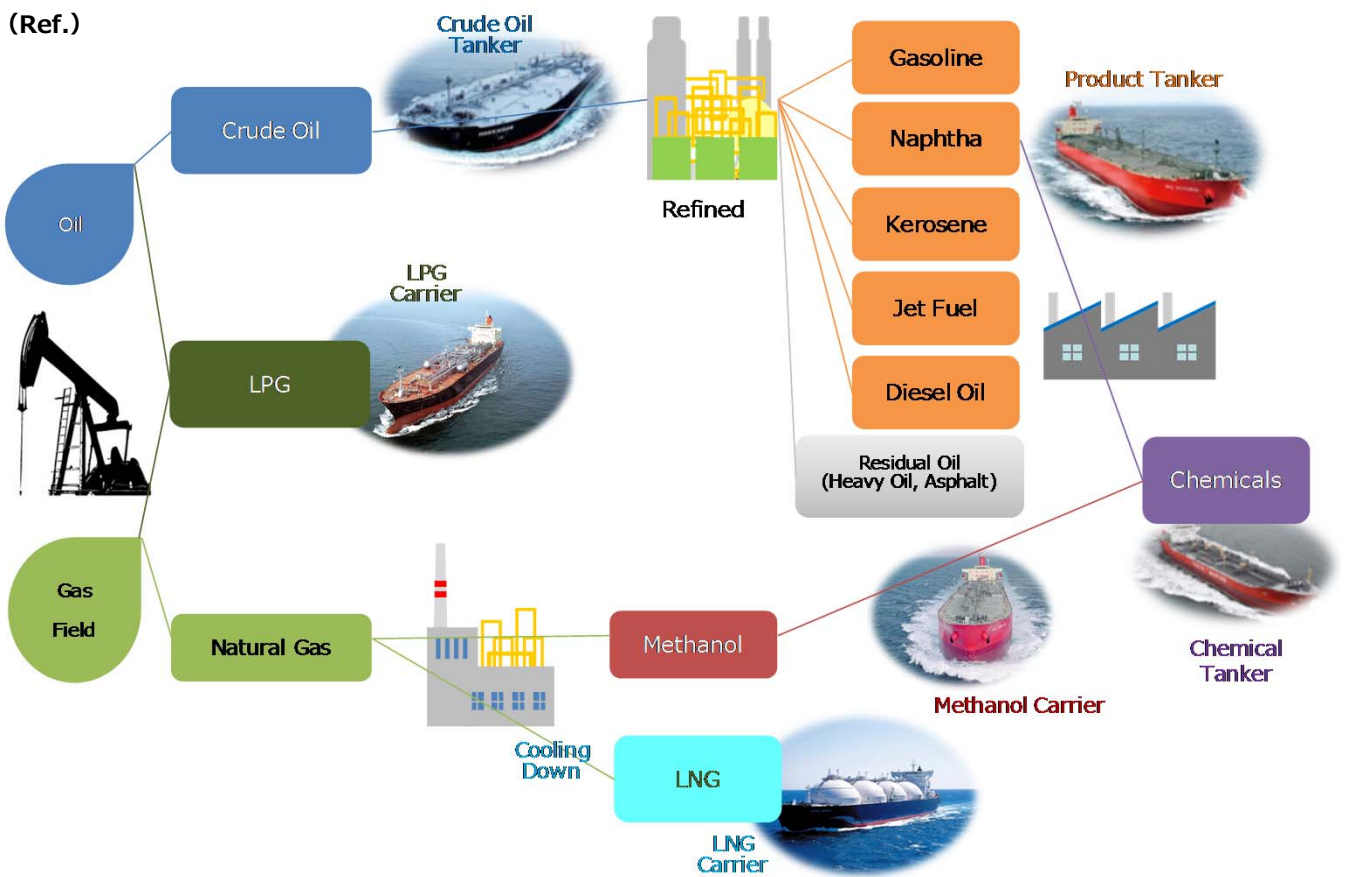 (Ref.)
Crude Oil
Tanker
Crude Oil
Oil
Refined
Gasoline
Naphtha
Kerosene
Jet Fuel
Diesel Oil
Residual Oil
(Heavy Oil, Asphalt)
Product Tanker
LPG
Carrier
LPG
Chemicals
Chemical
Tanker
Gas
Field
Natural Gas
Methanol
Methanol Carrier
Cooling
Down
LNG
LNG
Carrier